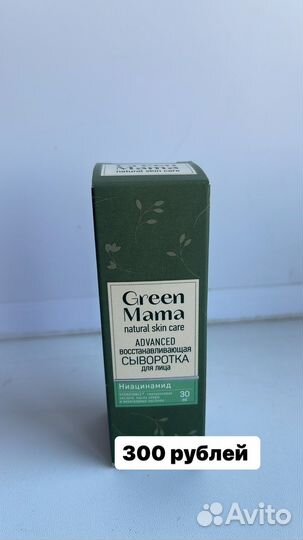 Green
Mama
natural skin care
Green
Mama
natural skin care
ADVANCED
восстанавливающая
СЫВОРОТКА
для лица
Ниацинамид
30
300 рублей
Avito